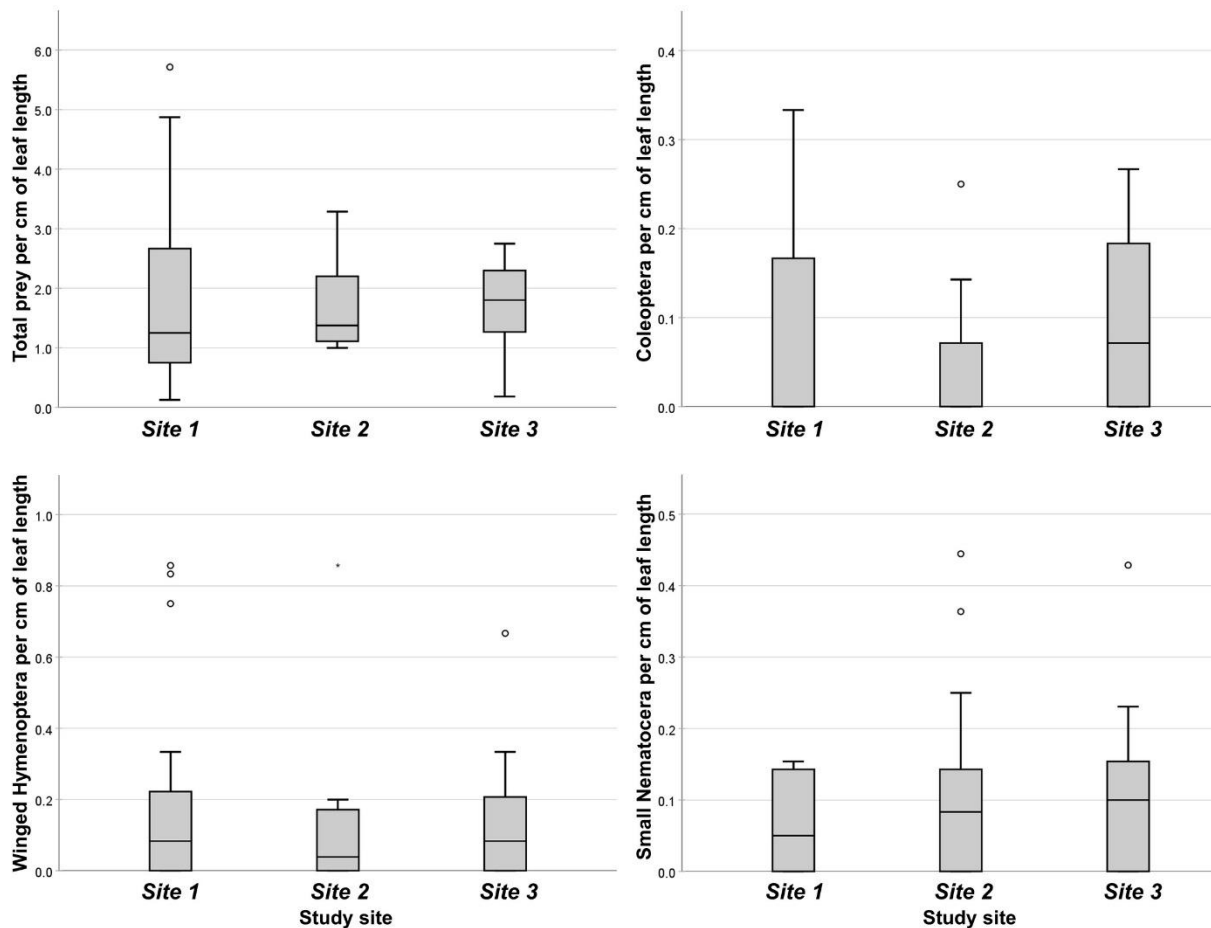 Total prey per cm of leaf length
6.0
5.0
4.0
3.0
2.0
1.0
0.0
Site 1 Site 2 Site 3
Coleoptera per cm of leaf length
0.4
0.3
0.2
0.1
0.0
Site 1 Site 2 Site 3
Winged Hymenoptera per cm of leaf length
1.0
0.8
0.6
0.4
0.2
0.0
Site 1 Site 2 Site 3
Study site
Small Nematocera per cm of leaf length
0.5
0.4
0.3
0.2
0.1
0.0
Site 1 Site 2 Site 3
Study site